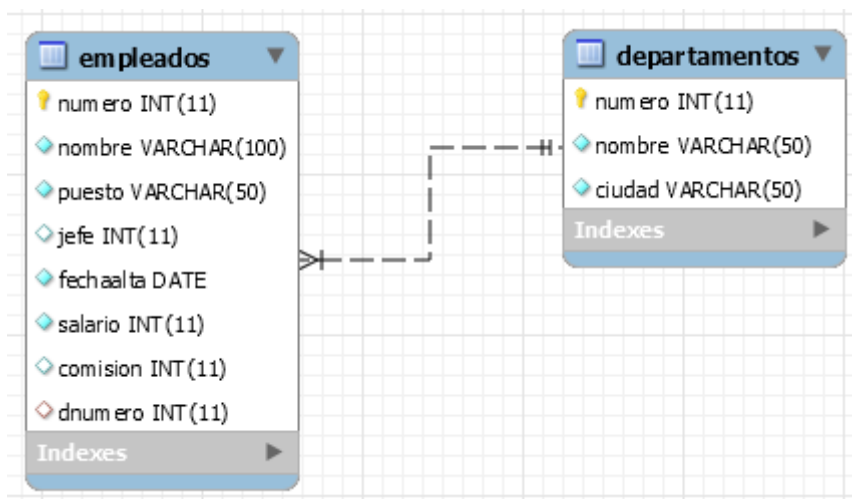 empleados
numero INT(11)
nombre VARCHAR(100)
puesto VARCHAR(50)
jefe INT(11)
fechaalta DATE
salario INT(11)
comision INT(11)
dnumero INT(11)
Indexes
departamentos
numero INT(11)
nombre VARCHAR(50)
ciudad VARCHAR(50)
Indexes